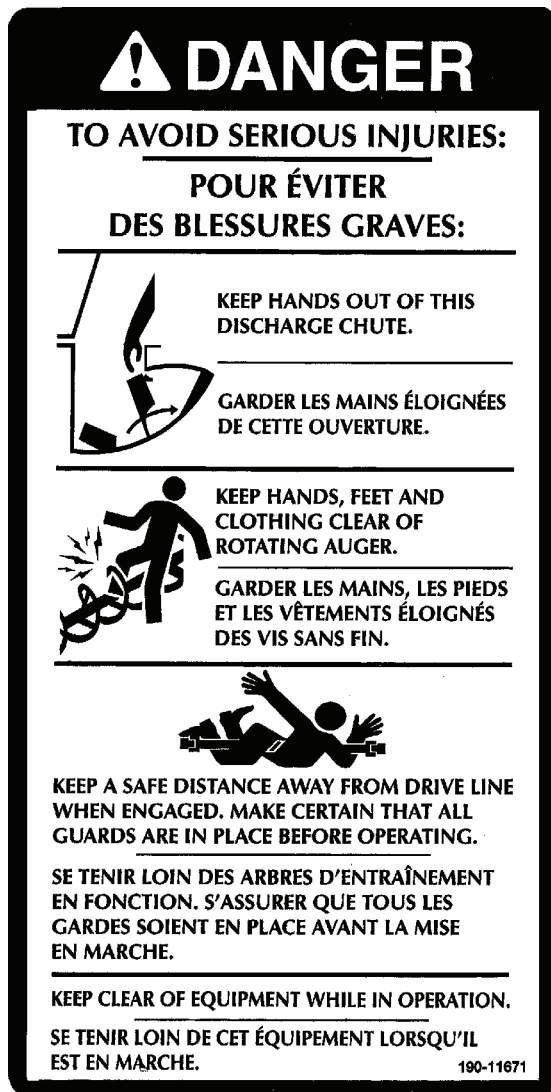 DANGER
TO AVOID SERIOUS INJURIES:
POUR ÉVITER
DES BLESSURES GRAVES:
KEEP HANDS OUT OF THIS
DISCHARGE CHUTE.
GARDER LES MAINS ÉLOIGNÉES
DE CETTE OUVERTURE.
KEEP HANDS, FEET AND
CLOTHING CLEAR OF
ROTATING AUGER.
GARDER LES MAINS, LES PIEDS
ET LES VÊTEMENTS ÉLOIGNÉS
DES VIS SANS FIN.
KEEP A SAFE DISTANCE AWAY FROM DRIVE LINE
WHEN ENGAGED. MAKE CERTAIN THAT ALL
GUARDS ARE IN PLACE BEFORE OPERATING.
SE TENIR LOIN DES ARBRES D'ENTRAÎNEMENT
EN FONCTION. S'ASSURER QUE TOUS LES
GARDES SOIENT EN PLACE AVANT LA MISE
EN MARCHE.
KEEP CLEAR OF EQUIPMENT WHILE IN OPERATION.
SE TENIR LOIN DE CET ÉQUIPEMENT LORSQU'IL
EST EN MARCHE.
190-11671